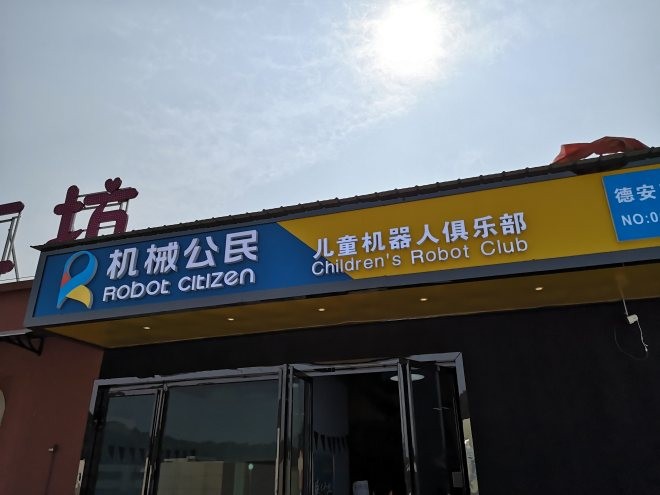 坊
机械公民
Robot Citizen
儿童机器人俱乐部
Children's Robot Club
德安
NO:0